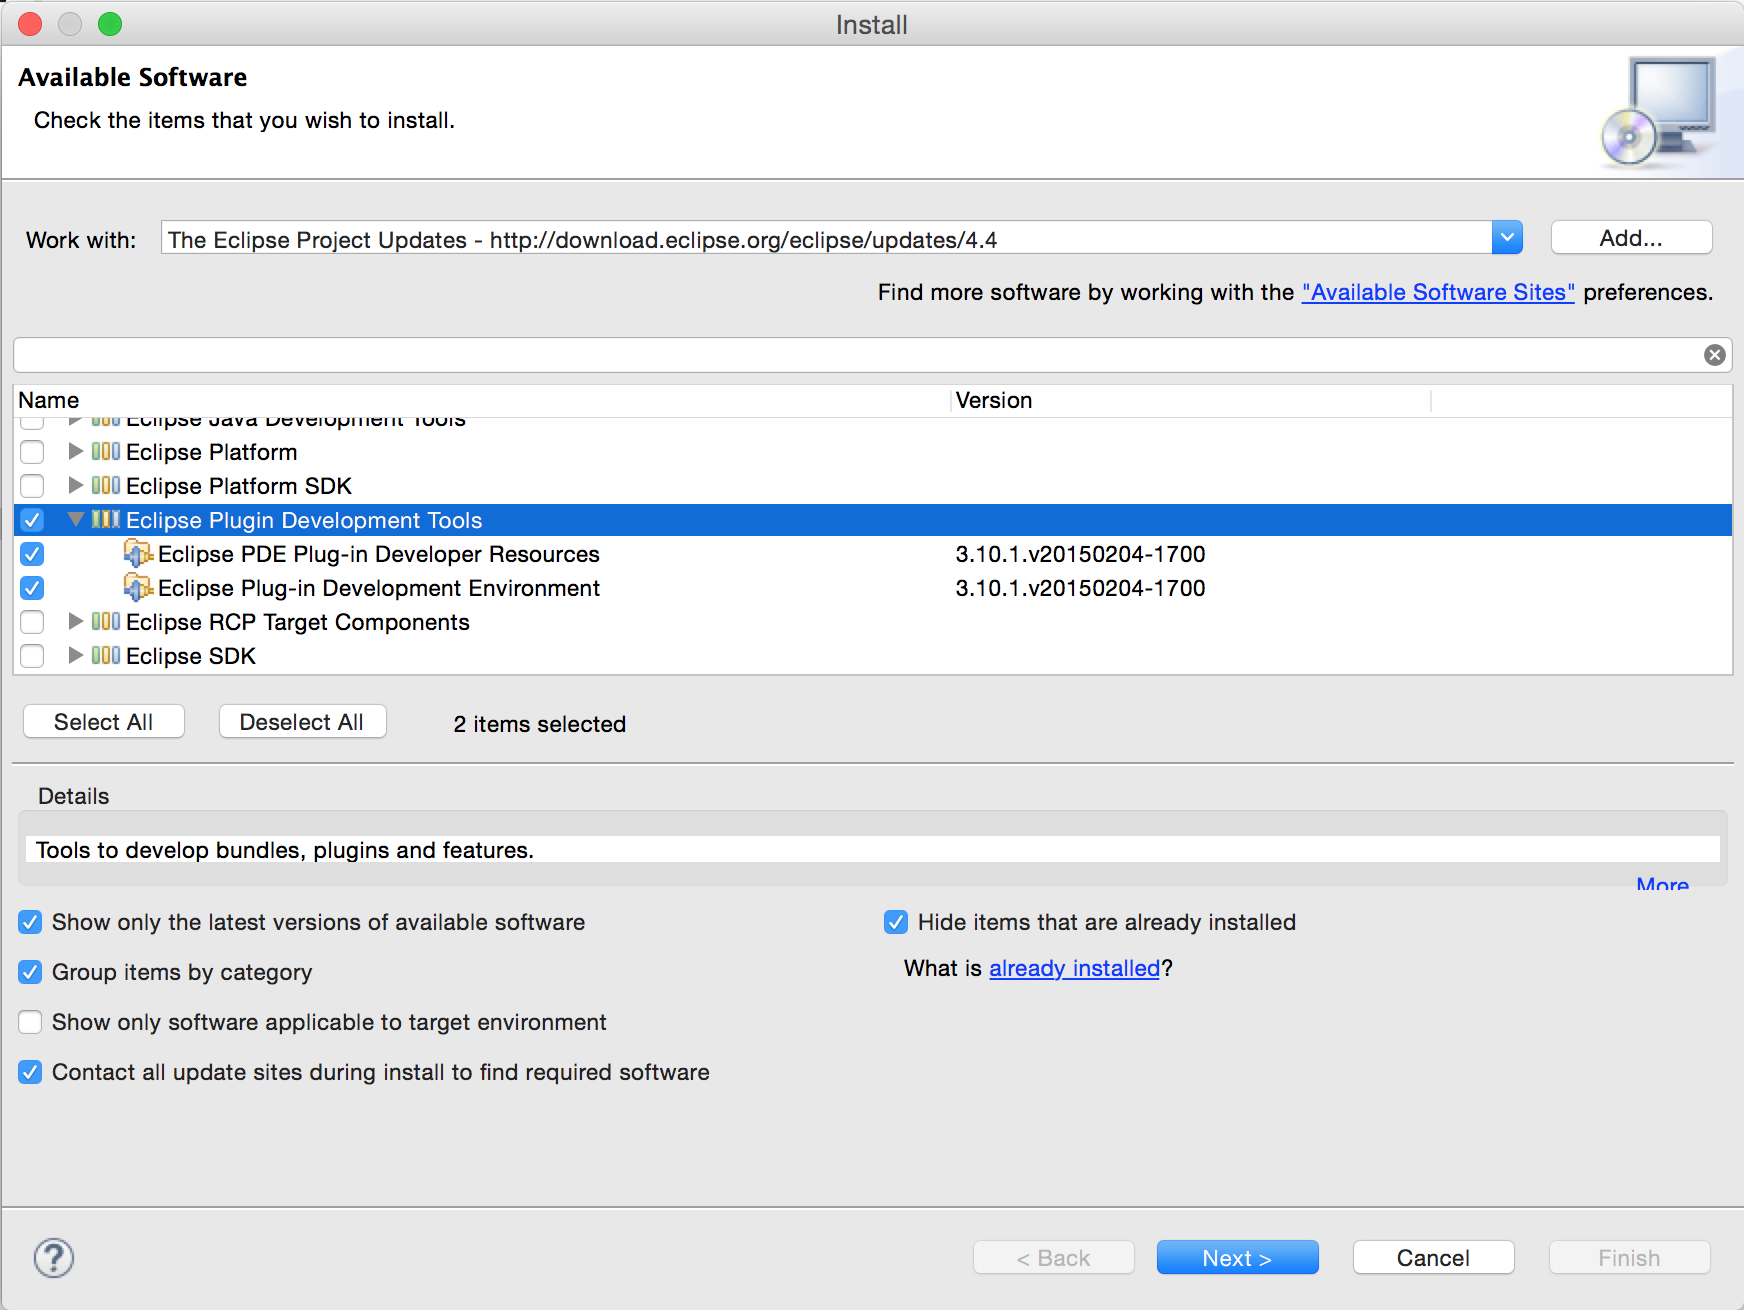 Install
Available Software
Check the items that you wish to install.
Work with: The Eclipse Project Updates - http://download.eclipse.org/eclipse/updates/4.4 Add...
Find more software by working with the "Available Software Sites" preferences.
Name Version
Eclipse Java Development Tools
Eclipse Platform
Eclipse Platform SDK
Eclipse Plugin Development Tools
Eclipse PDE Plug-in Developer Resources 3.10.1.v20150204-1700
Eclipse Plug-in Development Environment 3.10.1.v20150204-1700
Eclipse RCP Target Components
Eclipse SDK
Select All Deselect All 2 items selected
Details
Tools to develop bundles, plugins and features.
More
Show only the latest versions of available software Hide items that are already installed
Group items by category What is already installed?
Show only software applicable to target environment
Contact all update sites during install to find required software
? < Back Next > Cancel Finish